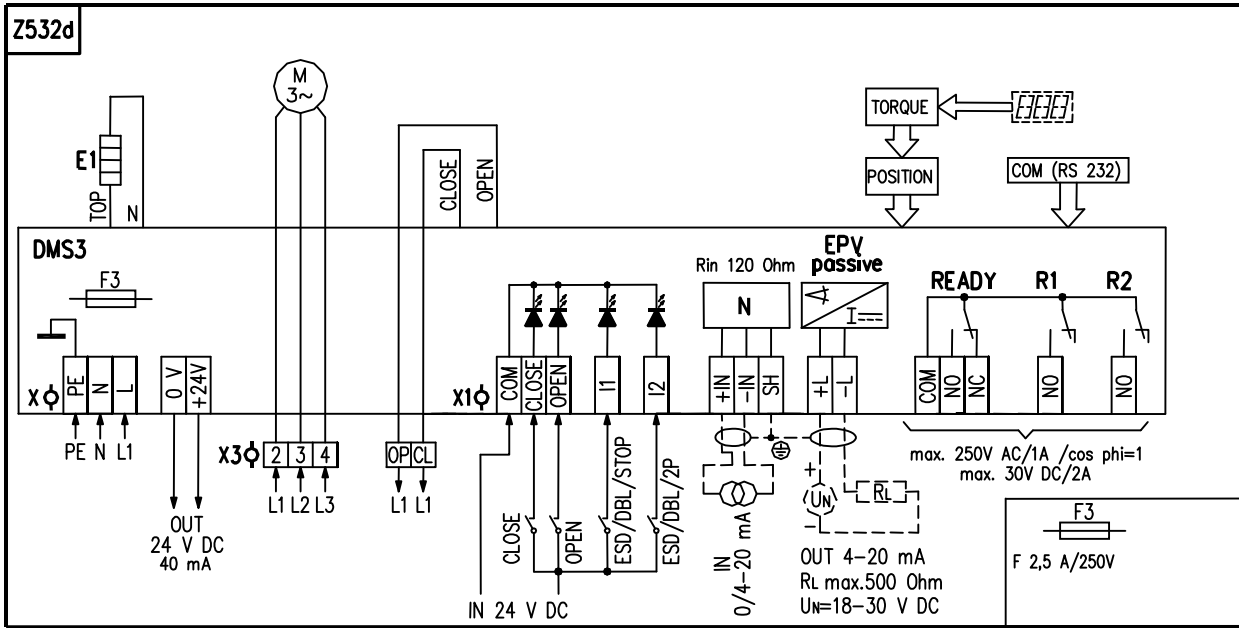 Z532d
M
3~
E1
TOP
N
CLOSE
OPEN
TORQUE
POSITION
COM (RS 232)
DMS3
F3
Rin 120 Ohm
EPV
passive
READY R1 R2
N
I
X
PE
N
L
0 V
+24V
X1
COM
CLOSE
OPEN
I1
I2
+IN
-IN
SH
+L
-L
COM
NO
NC
NO
NO
PE N L1
X3
2 3 4
L1 L2 L3
OP CL
L1 L1
OUT
24 V DC
40 mA
CLOSE
OPEN
ESD/DBL/STOP
ESD/DBL/2P
IN 24 V DC
IN
0/4-20 mA
+
UN
-
RL
OUT 4-20 mA
RL max.500 Ohm
UN=18-30 V DC
max. 250V AC/1A /cos phi=1
max. 30V DC/2A
F3
F 2,5 A/250V